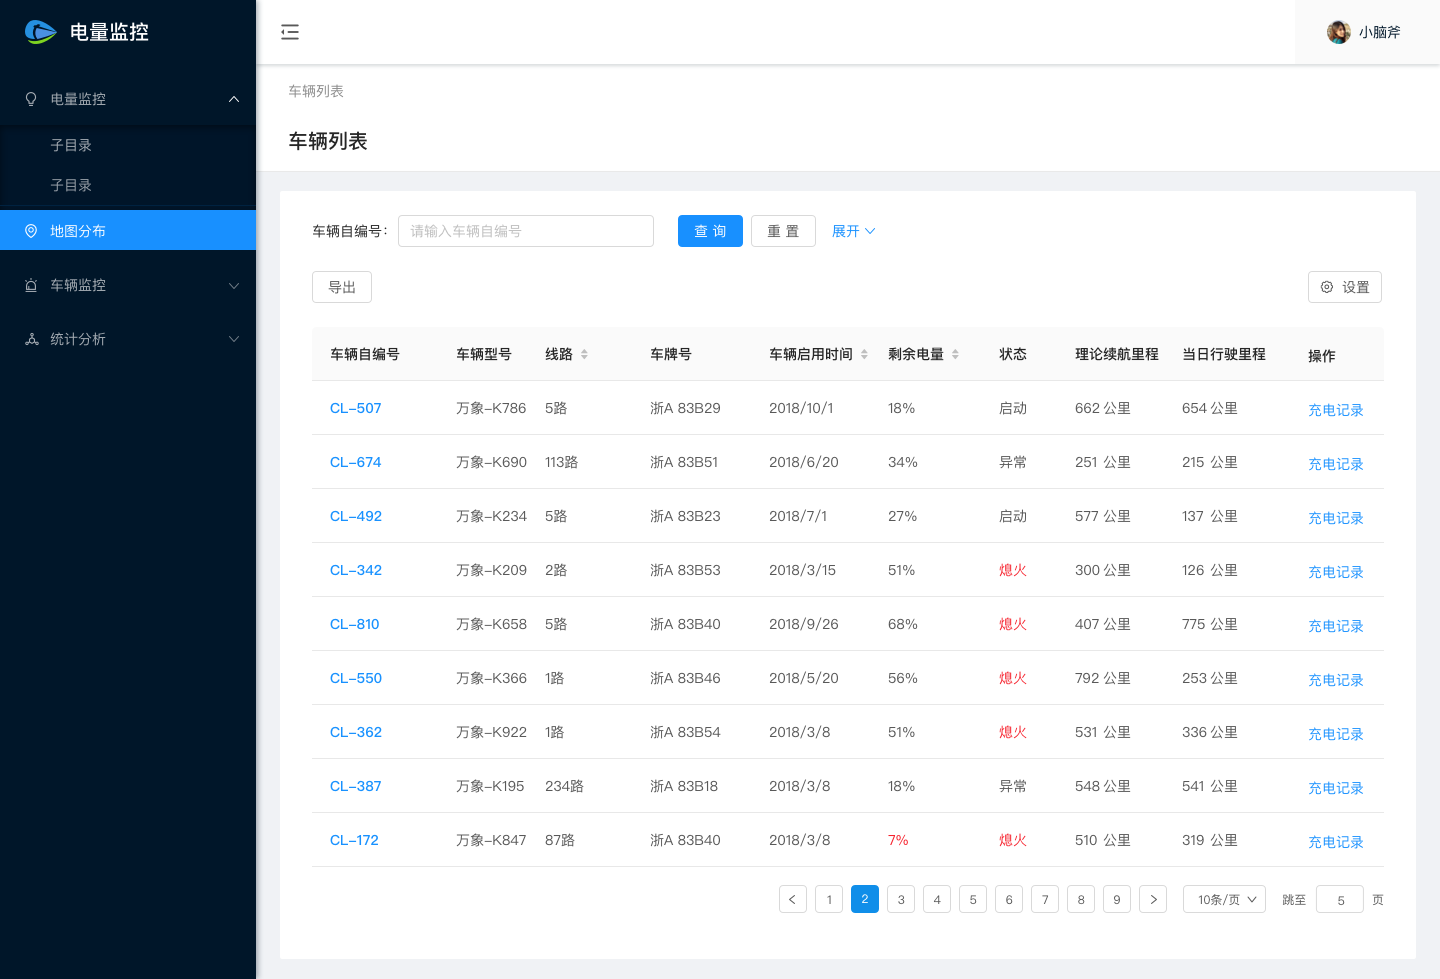 电量监控
小脑斧
电量监控
子目录
子目录
地图分布
车辆监控
统计分析
车辆列表
车辆列表
车辆自编号: 请输入车辆自编号 查 询 重 置 展开
导出 设置
车辆自编号 车辆型号 线路 车牌号 车辆启用时间 剩余电量 状态 理论续航里程 当日行驶里程 操作
CL-507 万象-K786 5路 浙A 83B29 2018/10/1 18% 启动 662 公里 654 公里 充电记录
CL-674 万象-K690 113路 浙A 83B51 2018/6/20 34% 异常 251 公里 215 公里 充电记录
CL-492 万象-K234 5路 浙A 83B23 2018/7/1 27% 启动 577 公里 137 公里 充电记录
CL-342 万象-K209 2路 浙A 83B53 2018/3/15 51% 熄火 300 公里 126 公里 充电记录
CL-810 万象-K658 5路 浙A 83B40 2018/9/26 68% 熄火 407 公里 775 公里 充电记录
CL-550 万象-K366 1路 浙A 83B46 2018/5/20 56% 熄火 792 公里 253 公里 充电记录
CL-362 万象-K922 1路 浙A 83B54 2018/3/8 51% 熄火 531 公里 336 公里 充电记录
CL-387 万象-K195 234路 浙A 83B18 2018/3/8 18% 异常 548 公里 541 公里 充电记录
CL-172 万象-K847 87路 浙A 83B40 2018/3/8 7% 熄火 510 公里 319 公里 充电记录
1 2 3 4 5 6 7 8 9 10条/页 跳至 5 页